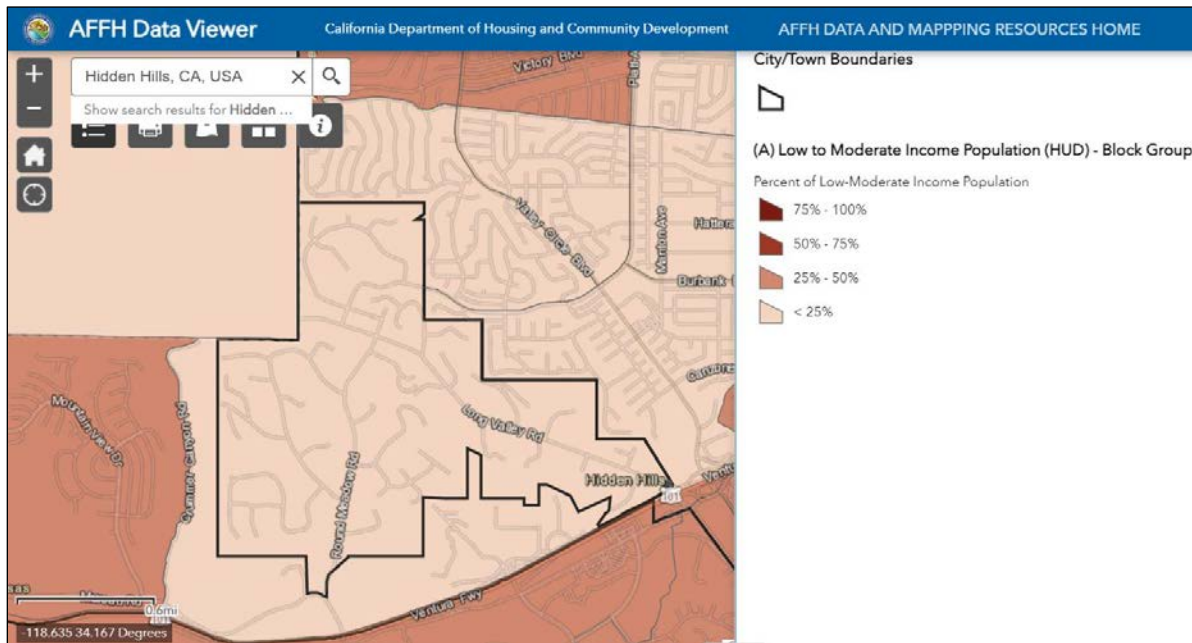 AFFH Data Viewer
California Department of Housing and Community Development
AFFH DATA AND MAPPPING RESOURCES HOME
+
Hidden Hills, CA, USA
−
Show search results for Hidden ...
Victory Blvd
Valley Circle Blvd
Burbank
Long Valley Rd
Mountain View Dr
Round Meadow Rd
Hidden Hills
101
Ventura Fwy
0.6mi
101
-118.635 34.167 Degrees
City/Town Boundaries
(A) Low to Moderate Income Population (HUD) - Block Group
Percent of Low-Moderate Income Population
75% - 100%
50% - 75%
25% - 50%
< 25%